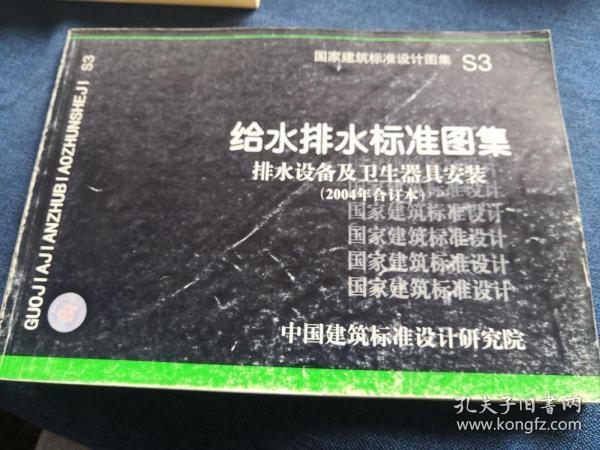 国家建筑标准设计图集 S3
给水排水标准图集
排水设备及卫生器具安装
(2004年合订本)
国家建筑标准设计
国家建筑标准设计
国家建筑标准设计
国家建筑标准设计
中国建筑标准设计研究院
GUOJIAJIANZHUBIAOZHUNSHEJI S3
孔夫子旧书网
www.kongfz.com